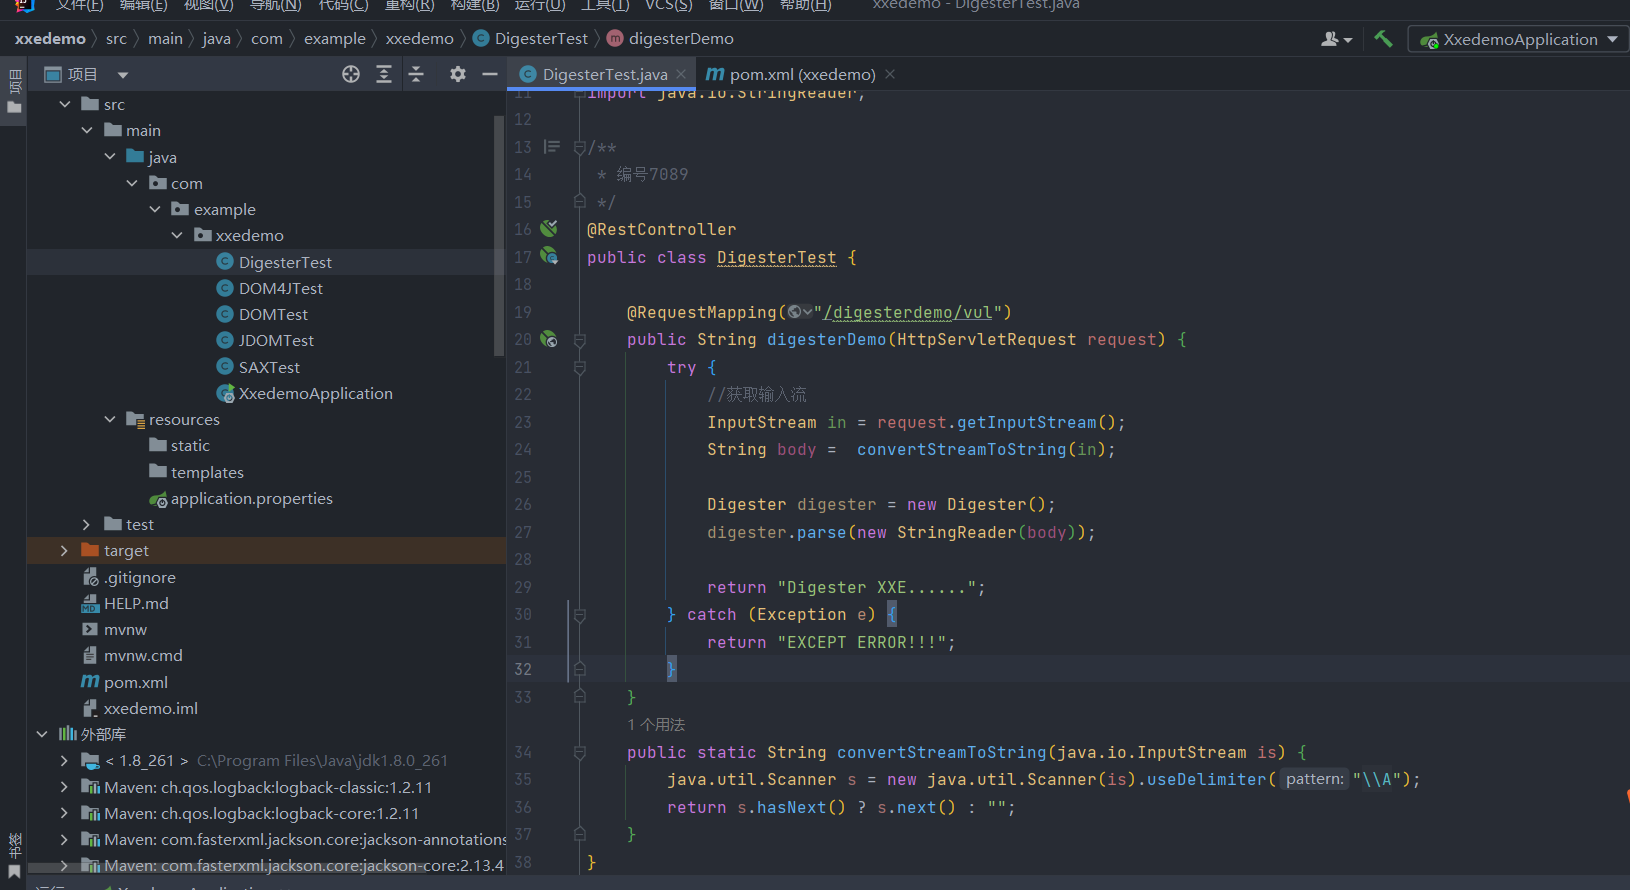 文件(F) 编辑(E) 视图(V) 导航(N) 代码(C) 重构(R) 构建(B) 运行(U) 工具(T) VCS(S) 窗口(W) 帮助(H) xxedemo - DigesterTest.java
xxedemo src main java com example xxedemo DigesterTest digesterDemo XxedemoApplication
项目
项目
src
main
java
com
example
xxedemo
DigesterTest
DOM4JTest
DOMTest
JDOMTest
SAXTest
XxedemoApplication
resources
static
templates
application.properties
test
target
.gitignore
HELP.md
mvnw
mvnw.cmd
pom.xml
xxedemo.iml
外部库
< 1.8_261 > C:\Program Files\Java\jdk1.8.0_261
Maven: ch.qos.logback:logback-classic:1.2.11
Maven: ch.qos.logback:logback-core:1.2.11
Maven: com.fasterxml.jackson.core:jackson-annotations
Maven: com.fasterxml.jackson.core:jackson-core:2.13.4
书签
DigesterTest.java pom.xml (xxedemo)
11 import java.io.StringReader;
12
13 /**
14 * 编号7089
15 */
16 @RestController
17 public class DigesterTest {
18
19 @RequestMapping("/digesterdemo/vul")
20 public String digesterDemo(HttpServletRequest request) {
21 try {
22 //获取输入流
23 InputStream in = request.getInputStream();
24 String body = convertStreamToString(in);
25
26 Digester digester = new Digester();
27 digester.parse(new StringReader(body));
28
29 return "Digester XXE......";
30 } catch (Exception e) {
31 return "EXCEPT ERROR!!!";
32 }
33 }
1 个用法
34 public static String convertStreamToString(java.io.InputStream is) {
35 java.util.Scanner s = new java.util.Scanner(is).useDelimiter( pattern: "\\A");
36 return s.hasNext() ? s.next() : "";
37 }
38 }